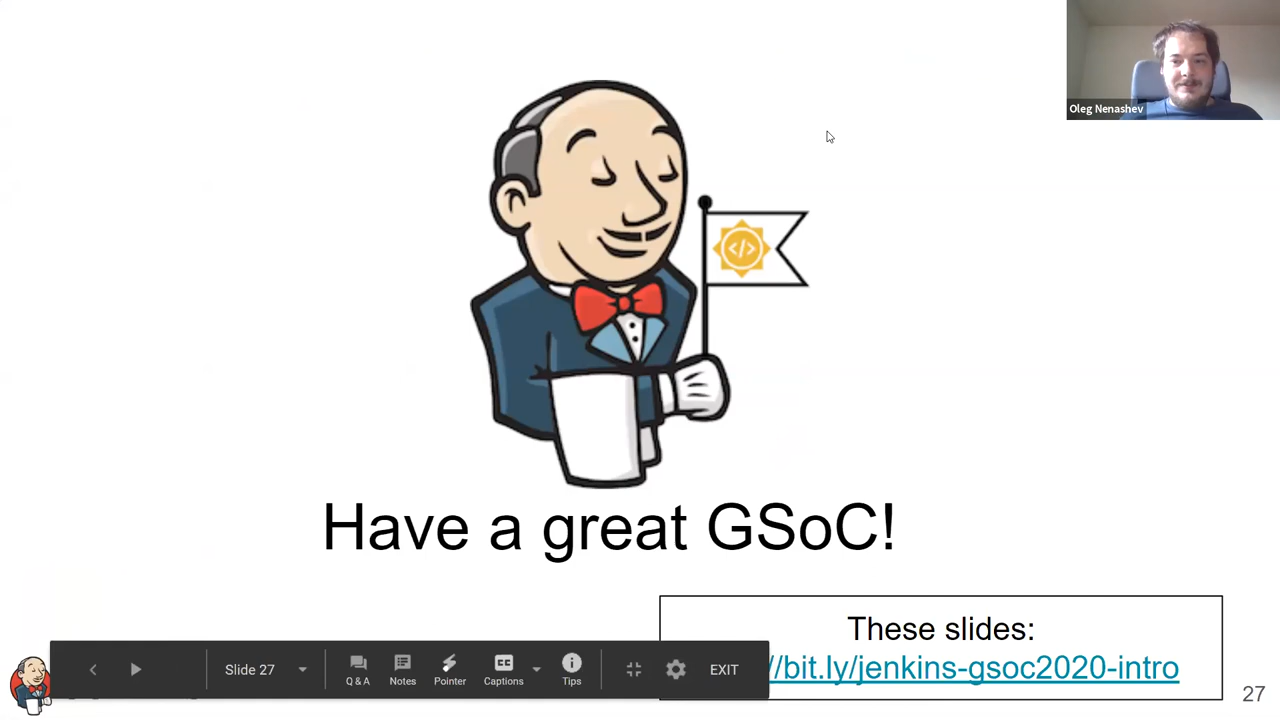 Oleg Nenashev
</>
Have a great GSoC!
These slides:
//bit.ly/jenkins-gsoc2020-intro
Slide 27
Q & A
Notes
Pointer
Captions
Tips
EXIT
27